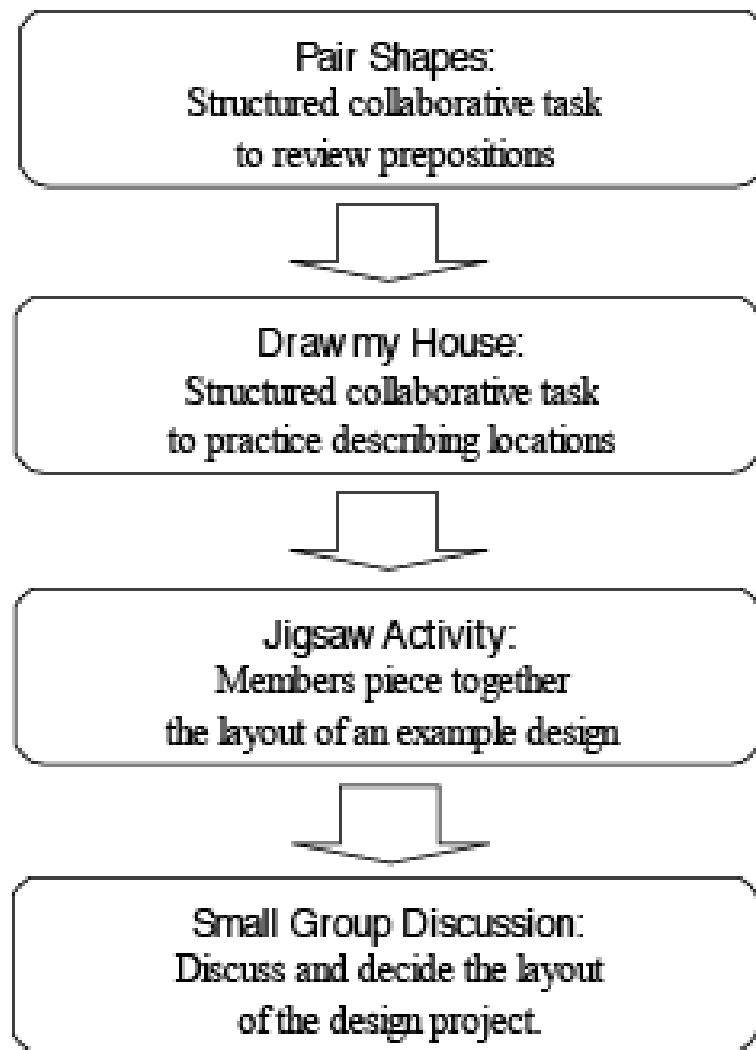 Pair Shapes:
Structured collaborative task
to review prepositions
Draw my House:
Structured collaborative task
to practice describing locations
Jigsaw Activity:
Members piece together
the layout of an example design
Small Group Discussion:
Discuss and decide the layout
of the design project.